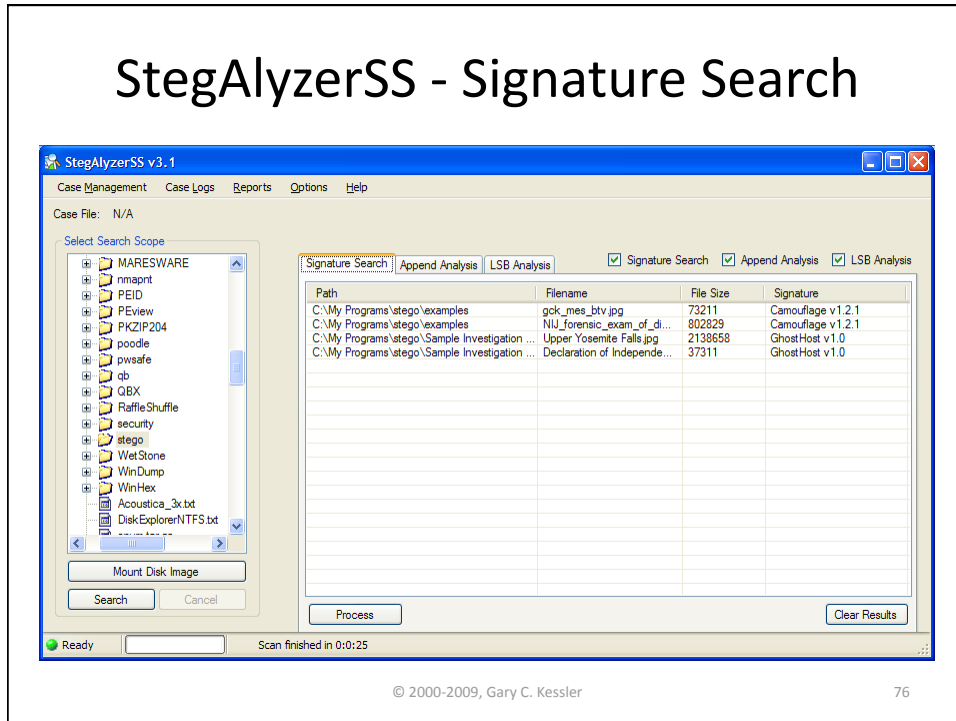 StegAlyzerSS - Signature Search
StegAlyzerSS v3.1
Case Management Case Logs Reports Options Help
Case File: N/A
Select Search Scope
MARESWARE
nmapnt
PEID
PEview
PKZIP204
poodle
pwsafe
qb
QBX
RaffleShuffle
security
stego
WetStone
WinDump
WinHex
Acoustica_3x.txt
DiskExplorerNTFS.txt
Mount Disk Image
Search Cancel
Signature Search Append Analysis LSB Analysis
Signature Search Append Analysis LSB Analysis
Path Filename File Size Signature
C:\My Programs\stego\examples gck_mes_btv.jpg 73211 Camouflage v1.2.1
C:\My Programs\stego\examples NIJ_forensic_exam_of_di... 802829 Camouflage v1.2.1
C:\My Programs\stego\Sample Investigation ... Upper Yosemite Falls.jpg 2138658 GhostHost v1.0
C:\My Programs\stego\Sample Investigation ... Declaration of Independe... 37311 GhostHost v1.0
Process Clear Results
Ready Scan finished in 0:0:25
© 2000-2009, Gary C. Kessler 76